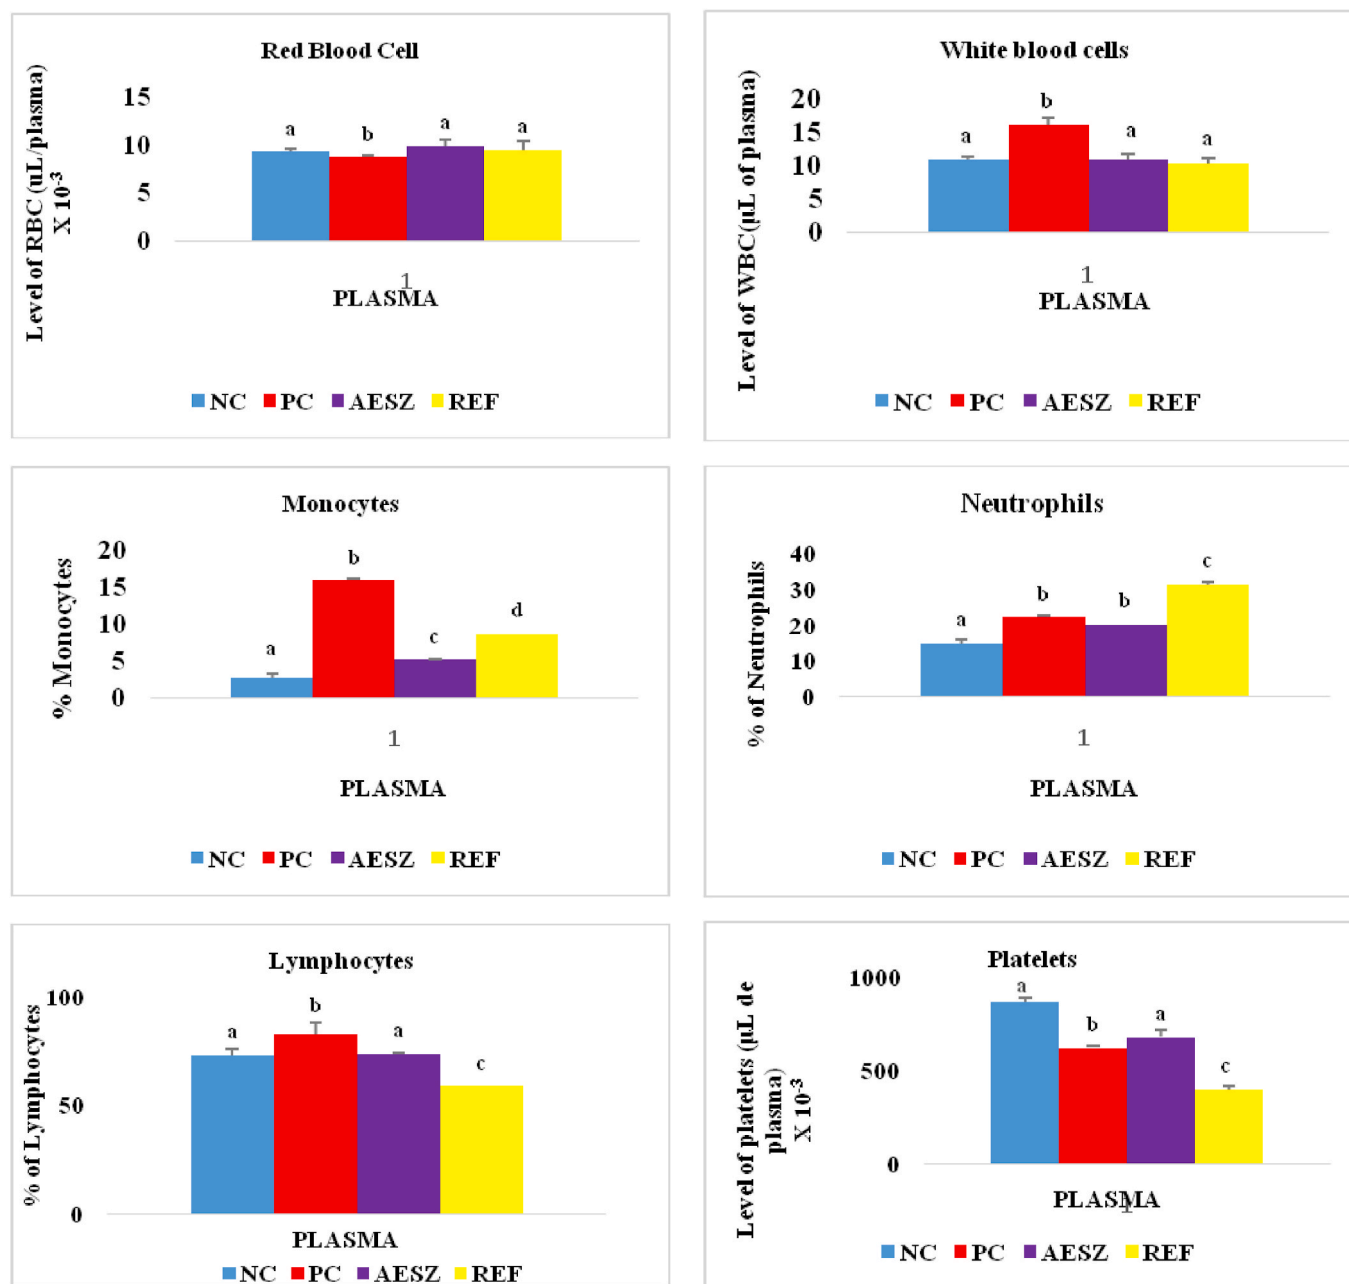 Red Blood Cell
Level of RBC (uL/plasma)
X 10-3
15
10
5
0
a
b
a
a
1
PLASMA
NC PC AESZ REF
White blood cells
Level of WBC(µL of plasma)
20
15
10
5
0
a
b
a
a
1
PLASMA
NC PC AESZ REF
Monocytes
% Monocytes
20
15
10
5
0
a
b
c
d
1
PLASMA
NC PC AESZ REF
Neutrophils
% of Neutrophils
40
30
20
10
0
a
b
b
c
1
PLASMA
NC PC AESZ REF
Lymphocytes
% of Lymphocytes
100
50
0
a
b
a
c
PLASMA
NC PC AESZ REF
Platelets
Level of platelets (µL de
plasma)
X 10-3
1000
500
0
a
b
a
c
1
PLASMA
NC PC AESZ REF